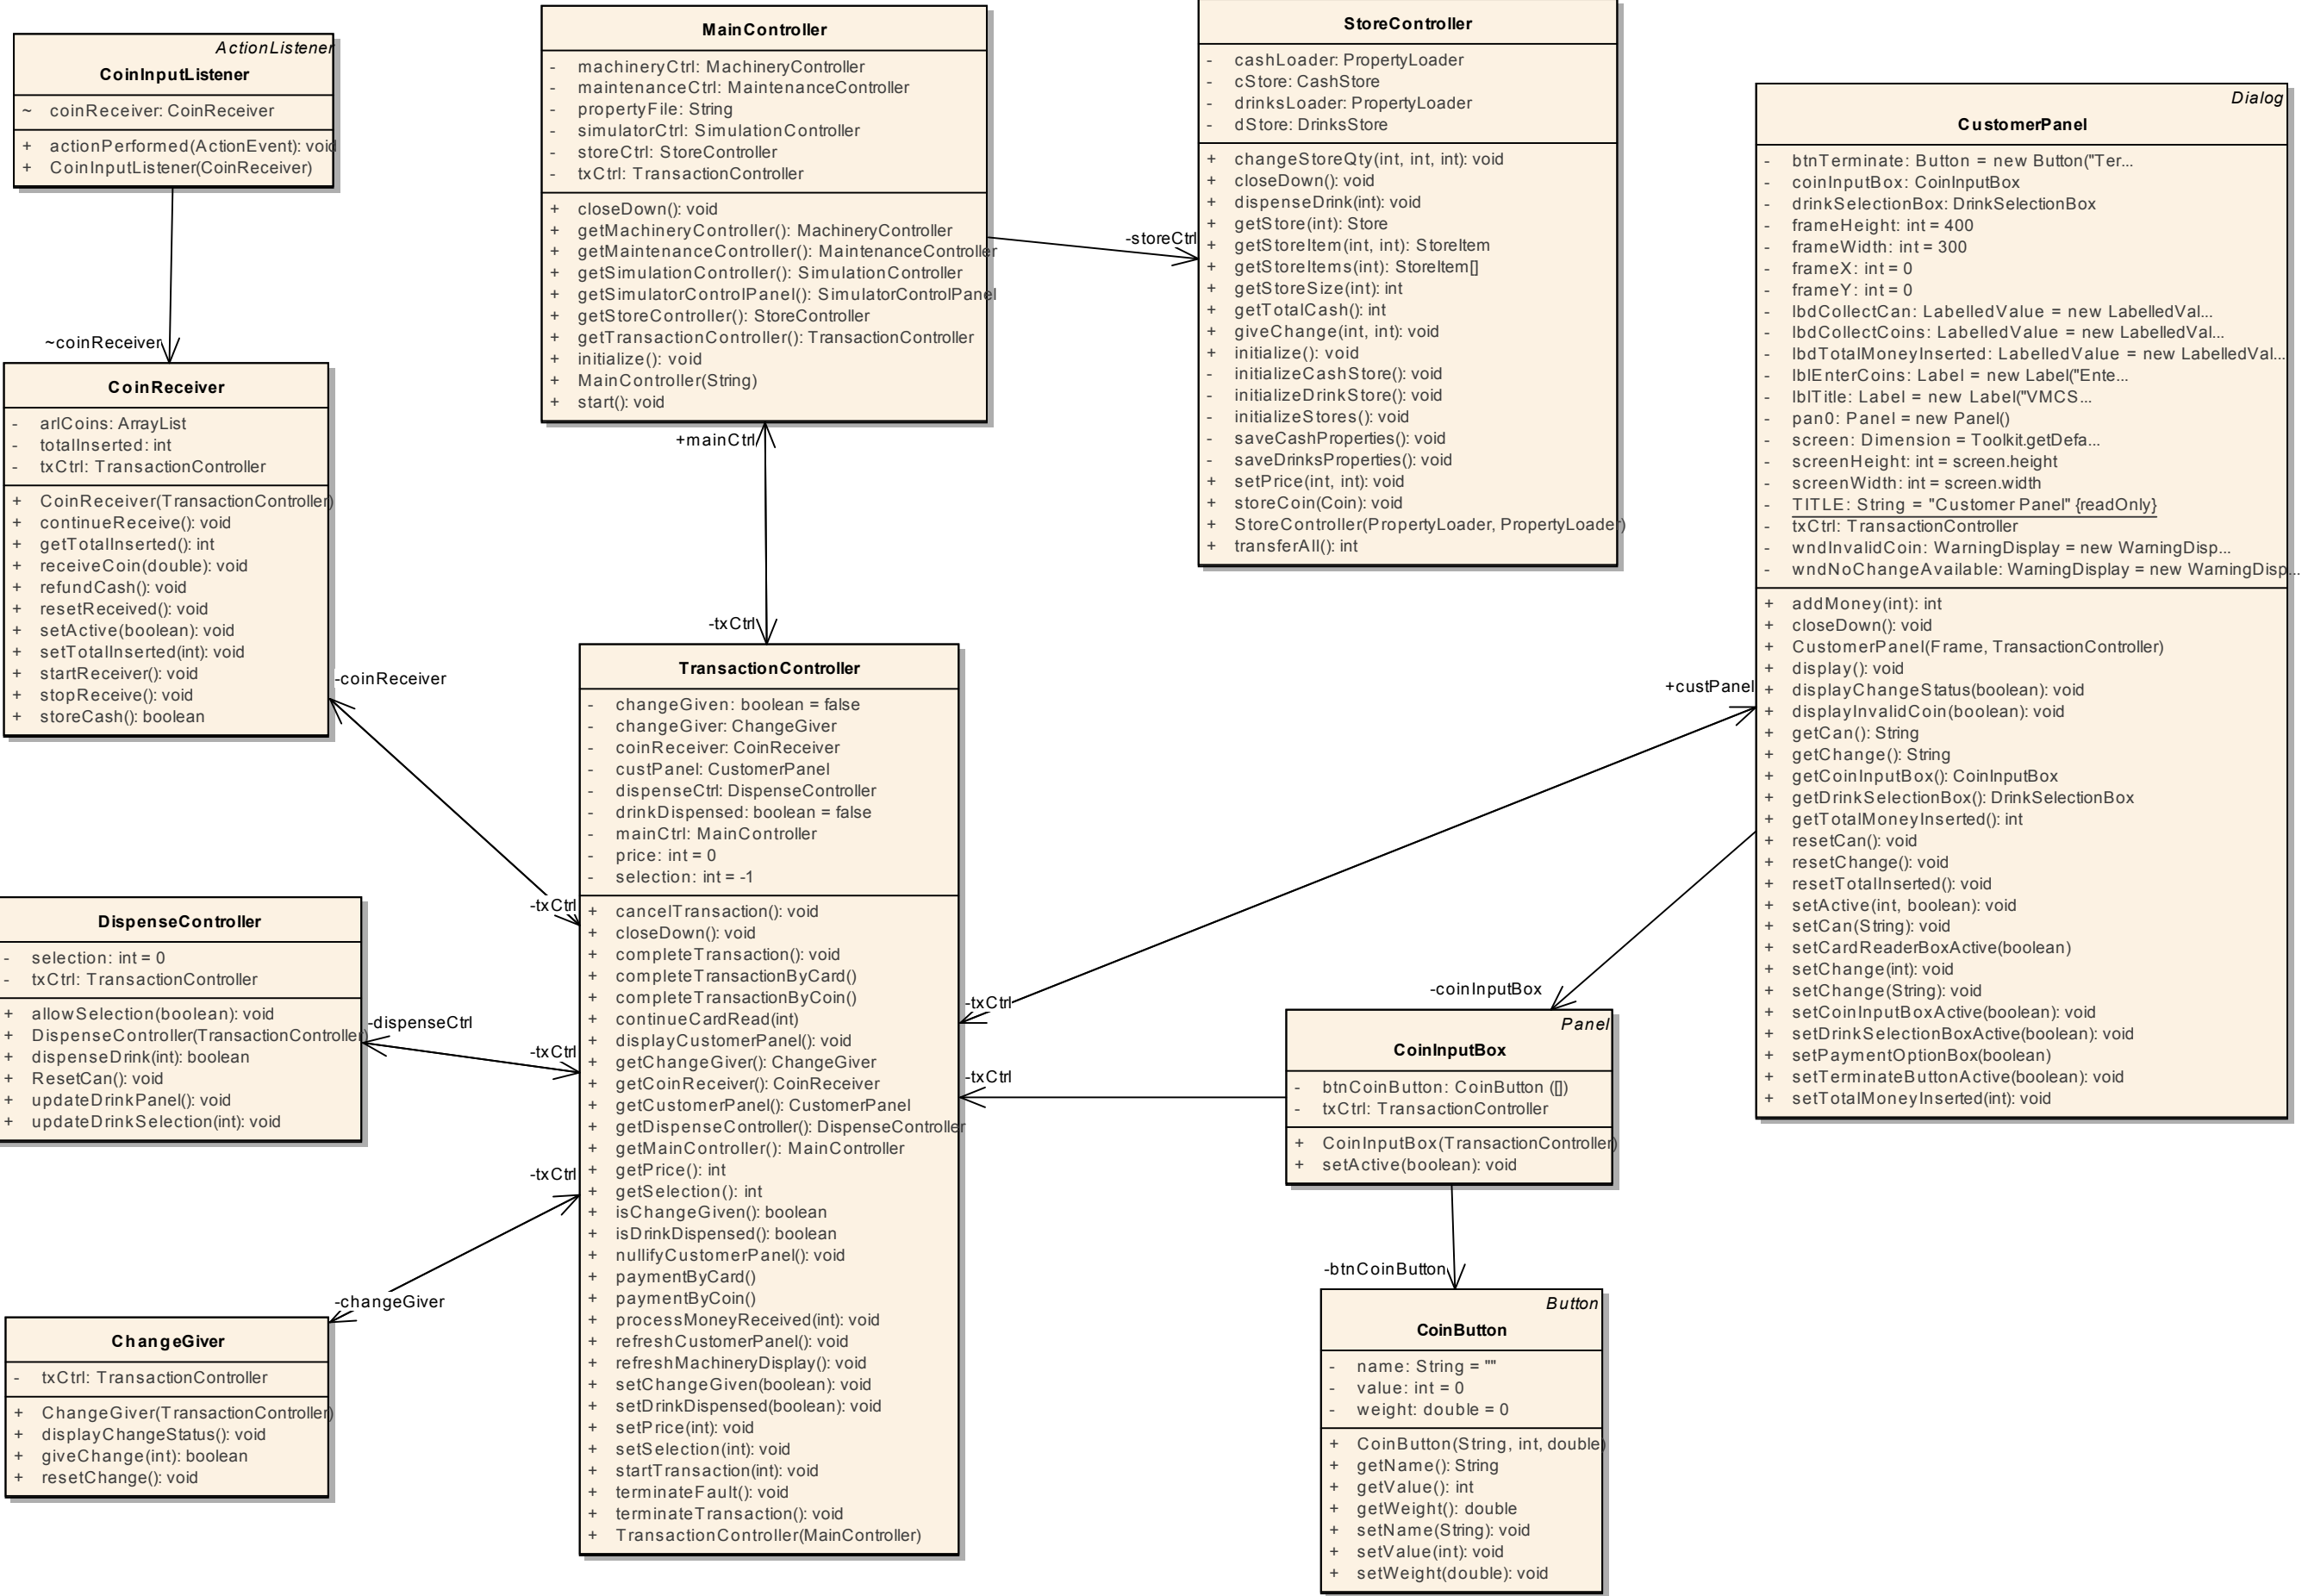 ActionListener
CoinInputListener
~ coinReceiver: CoinReceiver
+ actionPerformed(ActionEvent): void
+ CoinInputListener(CoinReceiver)
~coinReceiver
CoinReceiver
- arlCoins: ArrayList
- totalInserted: int
- txCtrl: TransactionController
+ CoinReceiver(TransactionController)
+ continueReceive(): void
+ getTotalInserted(): int
+ receiveCoin(double): void
+ refundCash(): void
+ resetReceived(): void
+ setActive(boolean): void
+ setTotalInserted(int): void
+ startReceiver(): void
+ stopReceive(): void
+ storeCash(): boolean
-coinReceiver
-txCtrl
DispenseController
- selection: int = 0
- txCtrl: TransactionController
+ allowSelection(boolean): void
+ DispenseController(TransactionController)
+ dispenseDrink(int): boolean
+ ResetCan(): void
+ updateDrinkPanel(): void
+ updateDrinkSelection(int): void
-dispenseCtrl
-txCtrl
-txCtrl
-changeGiver
ChangeGiver
- txCtrl: TransactionController
+ ChangeGiver(TransactionController)
+ displayChangeStatus(): void
+ giveChange(int): boolean
+ resetChange(): void
MainController
- machineryCtrl: MachineryController
- maintenanceCtrl: MaintenanceController
- propertyFile: String
- simulatorCtrl: SimulationController
- storeCtrl: StoreController
- txCtrl: TransactionController
+ closeDown(): void
+ getMachineryController(): MachineryController
+ getMaintenanceController(): MaintenanceController
+ getSimulationController(): SimulationController
+ getSimulatorControlPanel(): SimulatorControlPanel
+ getStoreController(): StoreController
+ getTransactionController(): TransactionController
+ initialize(): void
+ MainController(String)
+ start(): void
+mainCtrl
-txCtrl
TransactionController
- changeGiven: boolean = false
- changeGiver: ChangeGiver
- coinReceiver: CoinReceiver
- custPanel: CustomerPanel
- dispenseCtrl: DispenseController
- drinkDispensed: boolean = false
- mainCtrl: MainController
- price: int = 0
- selection: int = -1
+ cancelTransaction(): void
+ closeDown(): void
+ completeTransaction(): void
+ completeTransactionByCard()
+ completeTransactionByCoin()
+ continueCardRead(int)
+ displayCustomerPanel(): void
+ getChangeGiver(): ChangeGiver
+ getCoinReceiver(): CoinReceiver
+ getCustomerPanel(): CustomerPanel
+ getDispenseController(): DispenseController
+ getMainController(): MainController
+ getPrice(): int
+ getSelection(): int
+ isChangeGiven(): boolean
+ isDrinkDispensed(): boolean
+ nullifyCustomerPanel(): void
+ paymentByCard()
+ paymentByCoin()
+ processMoneyReceived(int): void
+ refreshCustomerPanel(): void
+ refreshMachineryDisplay(): void
+ setChangeGiven(boolean): void
+ setDrinkDispensed(boolean): void
+ setPrice(int): void
+ setSelection(int): void
+ startTransaction(int): void
+ terminateFault(): void
+ terminateTransaction(): void
+ TransactionController(MainController)
-storeCtrl
StoreController
- cashLoader: PropertyLoader
- cStore: CashStore
- drinksLoader: PropertyLoader
- dStore: DrinksStore
+ changeStoreQty(int, int, int): void
+ closeDown(): void
+ dispenseDrink(int): void
+ getStore(int): Store
+ getStoreItem(int, int): StoreItem
+ getStoreItems(int): StoreItem[]
+ getStoreSize(int): int
+ getTotalCash(): int
+ giveChange(int, int): void
+ initialize(): void
- initializeCashStore(): void
- initializeDrinkStore(): void
- initializeStores(): void
- saveCashProperties(): void
- saveDrinksProperties(): void
+ setPrice(int, int): void
+ storeCoin(Coin): void
+ StoreController(PropertyLoader, PropertyLoader)
+ transferAll(): int
Dialog
CustomerPanel
- btnTerminate: Button = new Button("Ter...
- coinInputBox: CoinInputBox
- drinkSelectionBox: DrinkSelectionBox
- frameHeight: int = 400
- frameWidth: int = 300
- frameX: int = 0
- frameY: int = 0
- lbdCollectCan: LabelledValue = new LabelledVal...
- lbdCollectCoins: LabelledValue = new LabelledVal...
- lbdTotalMoneyInserted: LabelledValue = new LabelledVal...
- lblEnterCoins: Label = new Label("Ente...
- lblTitle: Label = new Label("VMCS...
- pan0: Panel = new Panel()
- screen: Dimension = Toolkit.getDefa...
- screenHeight: int = screen.height
- screenWidth: int = screen.width
- TITLE: String = "Customer Panel" {readOnly}
- txCtrl: TransactionController
- wndInvalidCoin: WarningDisplay = new WarningDisp...
- wndNoChangeAvailable: WarningDisplay = new WarningDisp...
+ addMoney(int): int
+ closeDown(): void
+ CustomerPanel(Frame, TransactionController)
+ display(): void
+ displayChangeStatus(boolean): void
+ displayInvalidCoin(boolean): void
+ getCan(): String
+ getChange(): String
+ getCoinInputBox(): CoinInputBox
+ getDrinkSelectionBox(): DrinkSelectionBox
+ getTotalMoneyInserted(): int
+ resetCan(): void
+ resetChange(): void
+ resetTotalInserted(): void
+ setActive(int, boolean): void
+ setCan(String): void
+ setCardReaderBoxActive(boolean)
+ setChange(int): void
+ setChange(String): void
+ setCoinInputBoxActive(boolean): void
+ setDrinkSelectionBoxActive(boolean): void
+ setPaymentOptionBox(boolean)
+ setTerminateButtonActive(boolean): void
+ setTotalMoneyInserted(int): void
+custPanel
-txCtrl
-coinInputBox
-txCtrl
Panel
CoinInputBox
- btnCoinButton: CoinButton ([])
- txCtrl: TransactionController
+ CoinInputBox(TransactionController)
+ setActive(boolean): void
-btnCoinButton
Button
CoinButton
- name: String = ""
- value: int = 0
- weight: double = 0
+ CoinButton(String, int, double)
+ getName(): String
+ getValue(): int
+ getWeight(): double
+ setName(String): void
+ setValue(int): void
+ setWeight(double): void